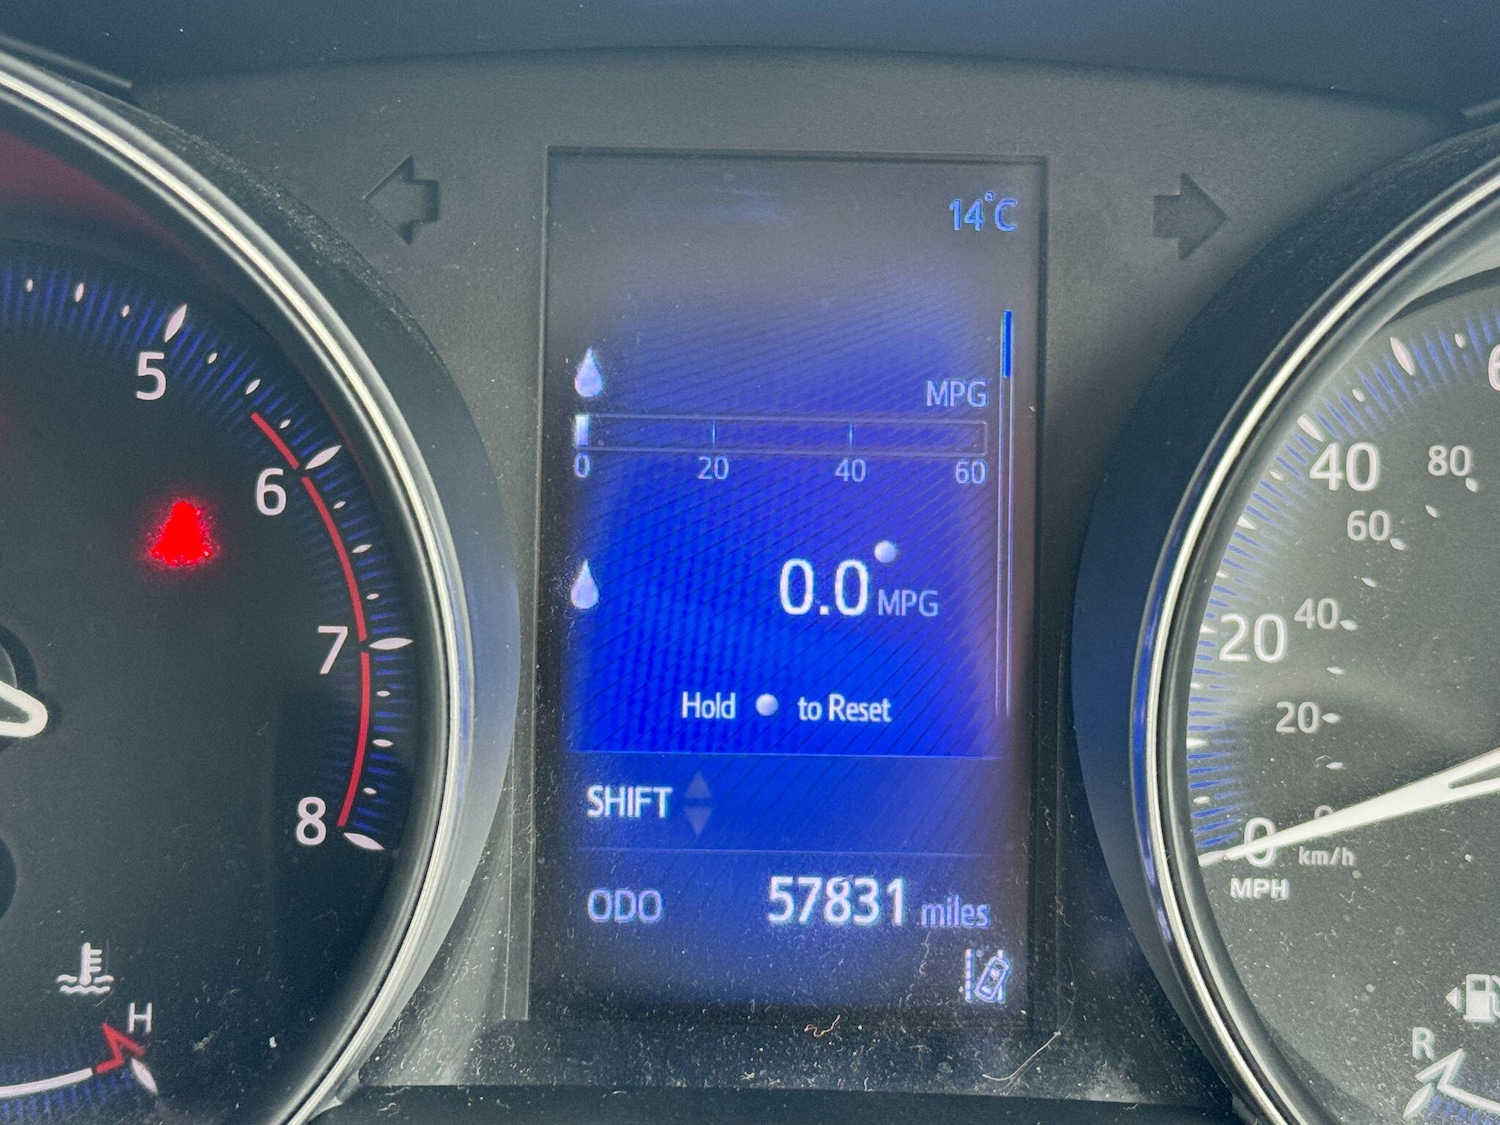 14°C
MPG
0 20 40 60
0.0 MPG
Hold to Reset
SHIFT
ODO 57831 miles
5
6
7
8
H
40 80
60
20 40
20
0
km/h
MPH
R